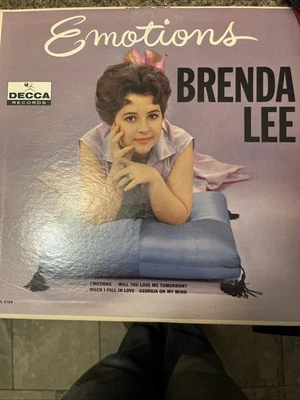 Emotions
DECCA
RECORDS
BRENDA
LEE
EMOTIONS WILL YOU LOVE ME TOMORROW?
WHEN I FALL IN LOVE GEORGIA ON MY MIND